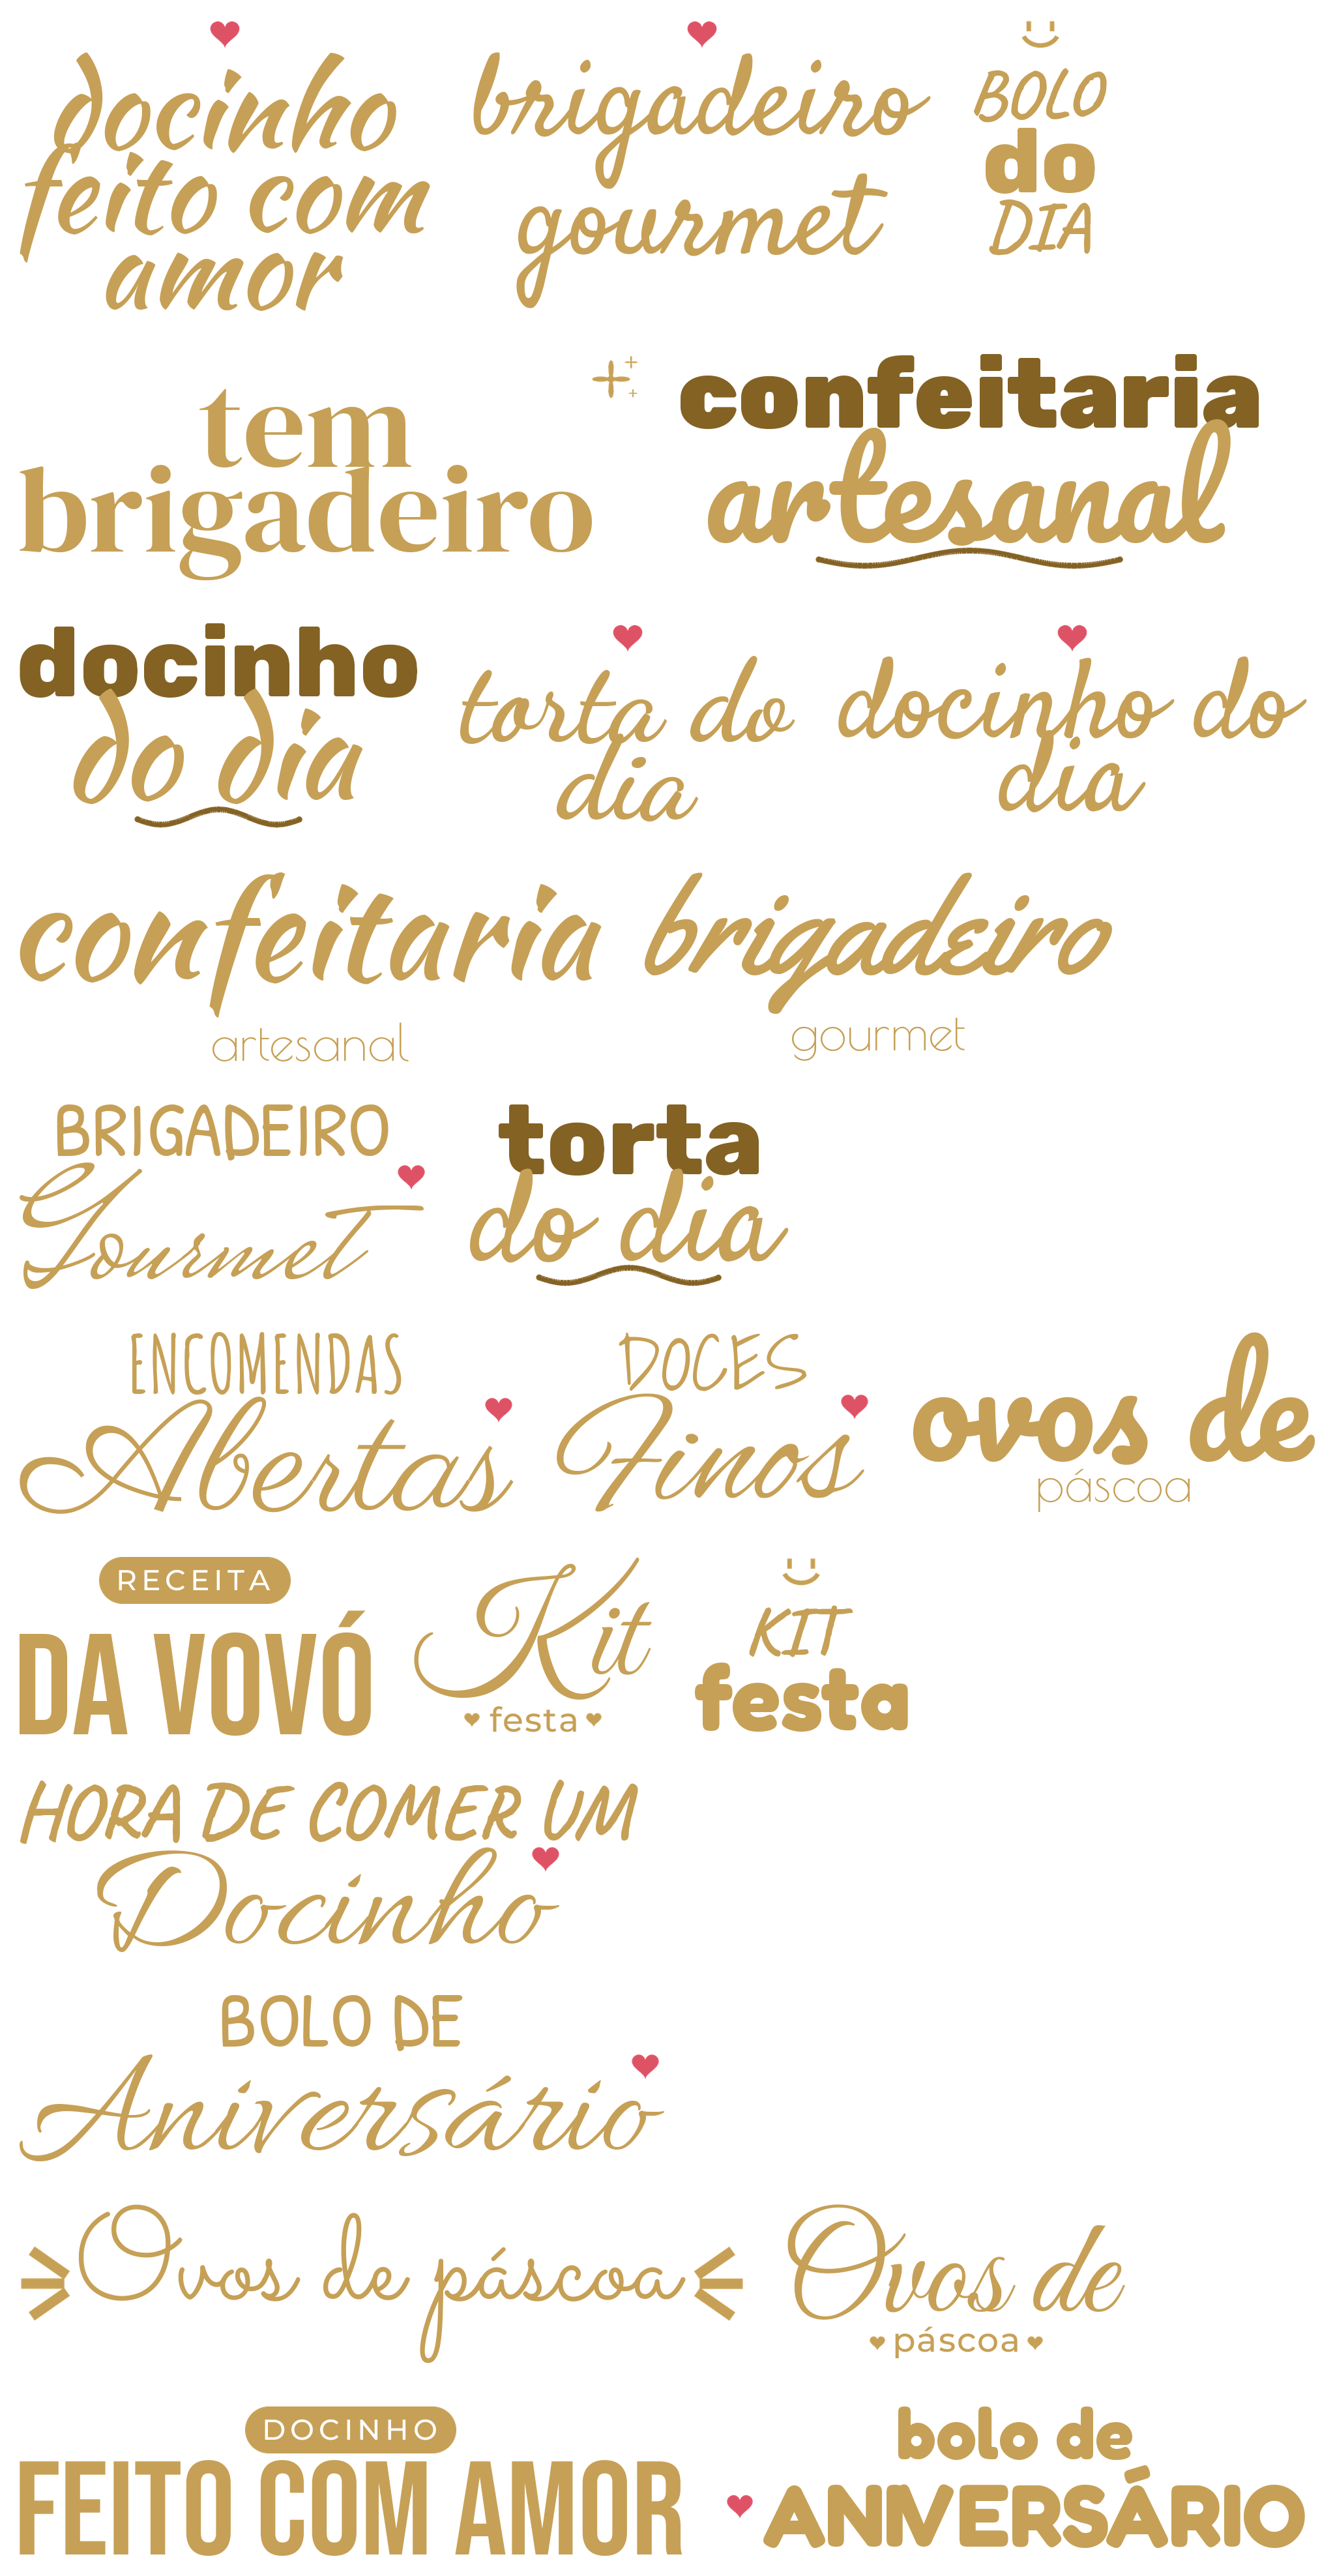 docinho
feito com
amor
brigadeiro
gourmet
BOLO
do
DIA
tem
brigadeiro
confeitaria
artesanal
docinho
do dia
torta do
dia
docinho do
dia
confeitaria
artesanal
brigadeiro
gourmet
BRIGADEIRO
Gourmet
torta
do dia
ENCOMENDAS
Abertas
DOCES
Finos
ovos de
páscoa
RECEITA
DA VOVÓ
Kit
festa
KIT
festa
HORA DE COMER UM
Docinho
BOLO DE
Aniversário
Ovos de páscoa
Ovos de
páscoa
DOCINHO
FEITO COM AMOR
bolo de
ANIVERSÁRIO